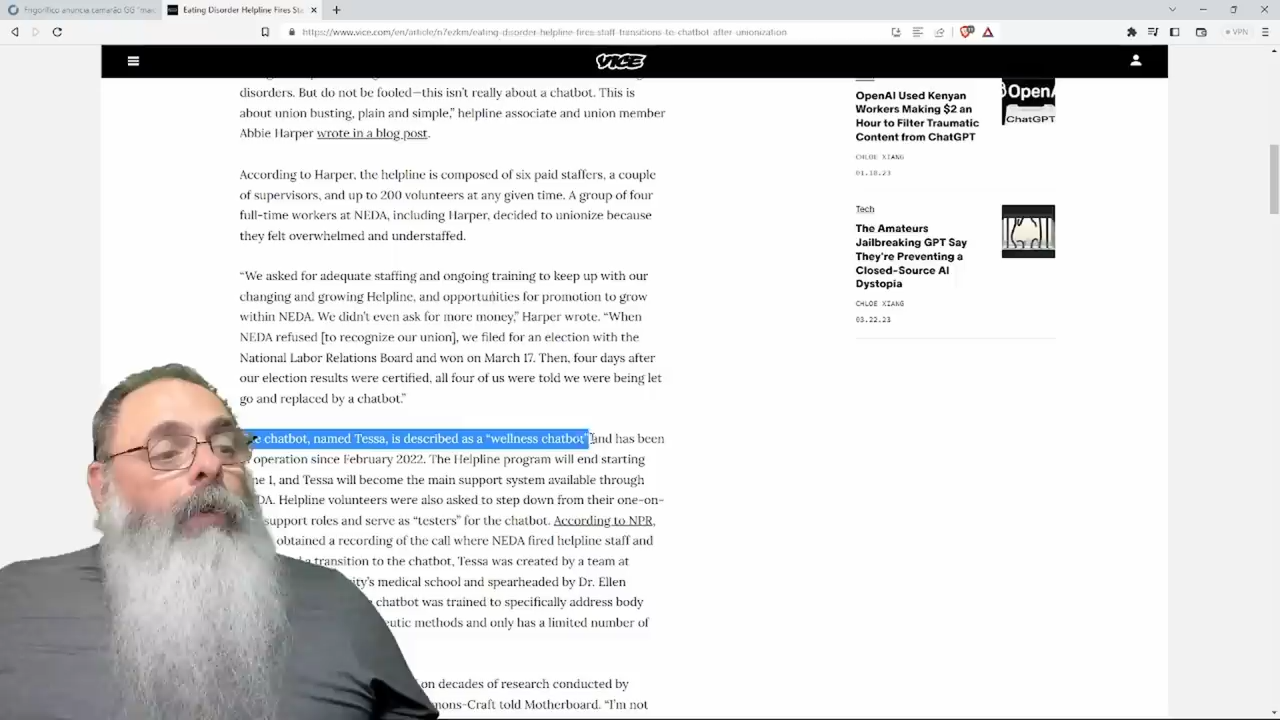 Frigorífico
Eating Disorder Helpline Fires
https://www.vice.com/en/article/n7ezkm/eating-disorder-helpline-fires-staff-transitions-to-chatbot-after-unionization
VPN
VICE
disorders. But do not be fooled—this isn’t really about a chatbot. This is
about union busting, plain and simple,” helpline associate and union member
Abbie Harper wrote in a blog post.
According to Harper, the helpline is composed of six paid staffers, a couple
of supervisors, and up to 200 volunteers at any given time. A group of four
full-time workers at NEDA, including Harper, decided to unionize because
they felt overwhelmed and understaffed.
“We asked for adequate staffing and ongoing training to keep up with our
changing and growing Helpline, and opportunities for promotion to grow
within NEDA. We didn’t even ask for more money,” Harper wrote. “When
NEDA refused [to recognize our union], we filed for an election with the
National Labor Relations Board and won on March 17. Then, four days after
our election results were certified, all four of us were told we were being let
go and replaced by a chatbot.”
chatbot, named Tessa, is described as a “wellness chatbot” and has been
operation since February 2022. The Helpline program will end starting
1, and Tessa will become the main support system available through
Helpline volunteers were also asked to step down from their one-on-
support roles and serve as “testers” for the chatbot. According to NPR,
obtained a recording of the call where NEDA fired helpline staff and
transition to the chatbot, Tessa was created by a team at
medical school and spearheaded by Dr. Ellen
chatbot was trained to specifically address body
methods and only has a limited number of
on decades of research conducted by
told Motherboard. “I’m not
OpenAI Used Kenyan
Workers Making $2 an
Hour to Filter Traumatic
Content from ChatGPT
CHLOE XIANG
01.18.23
OpenAI
ChatGPT
Tech
The Amateurs
Jailbreaking GPT Say
They’re Preventing a
Closed-Source AI
Dystopia
CHLOE XIANG
03.22.23